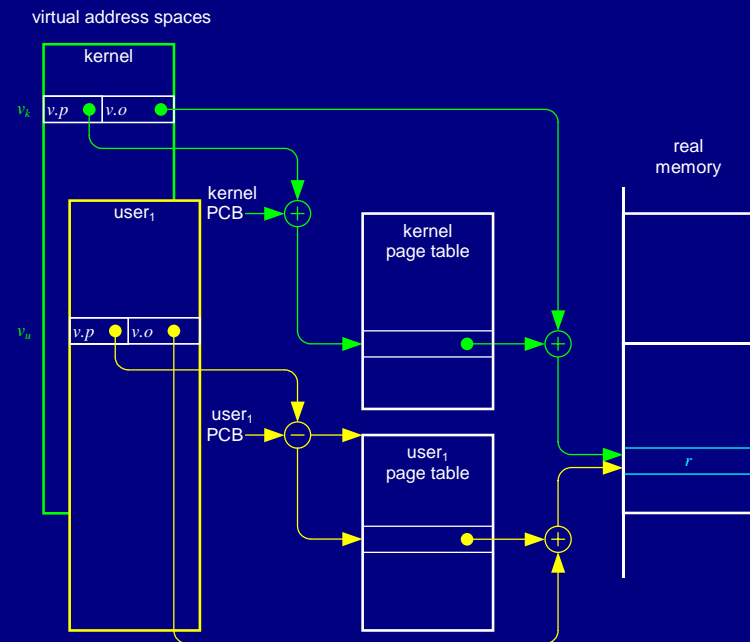 virtual address spaces
kernel
v_k
v.p
v.o
real
memory
kernel
PCB
+
user₁
kernel
page table
v_u
v.p
v.o
+
user₁
PCB
−
user₁
page table
r
+